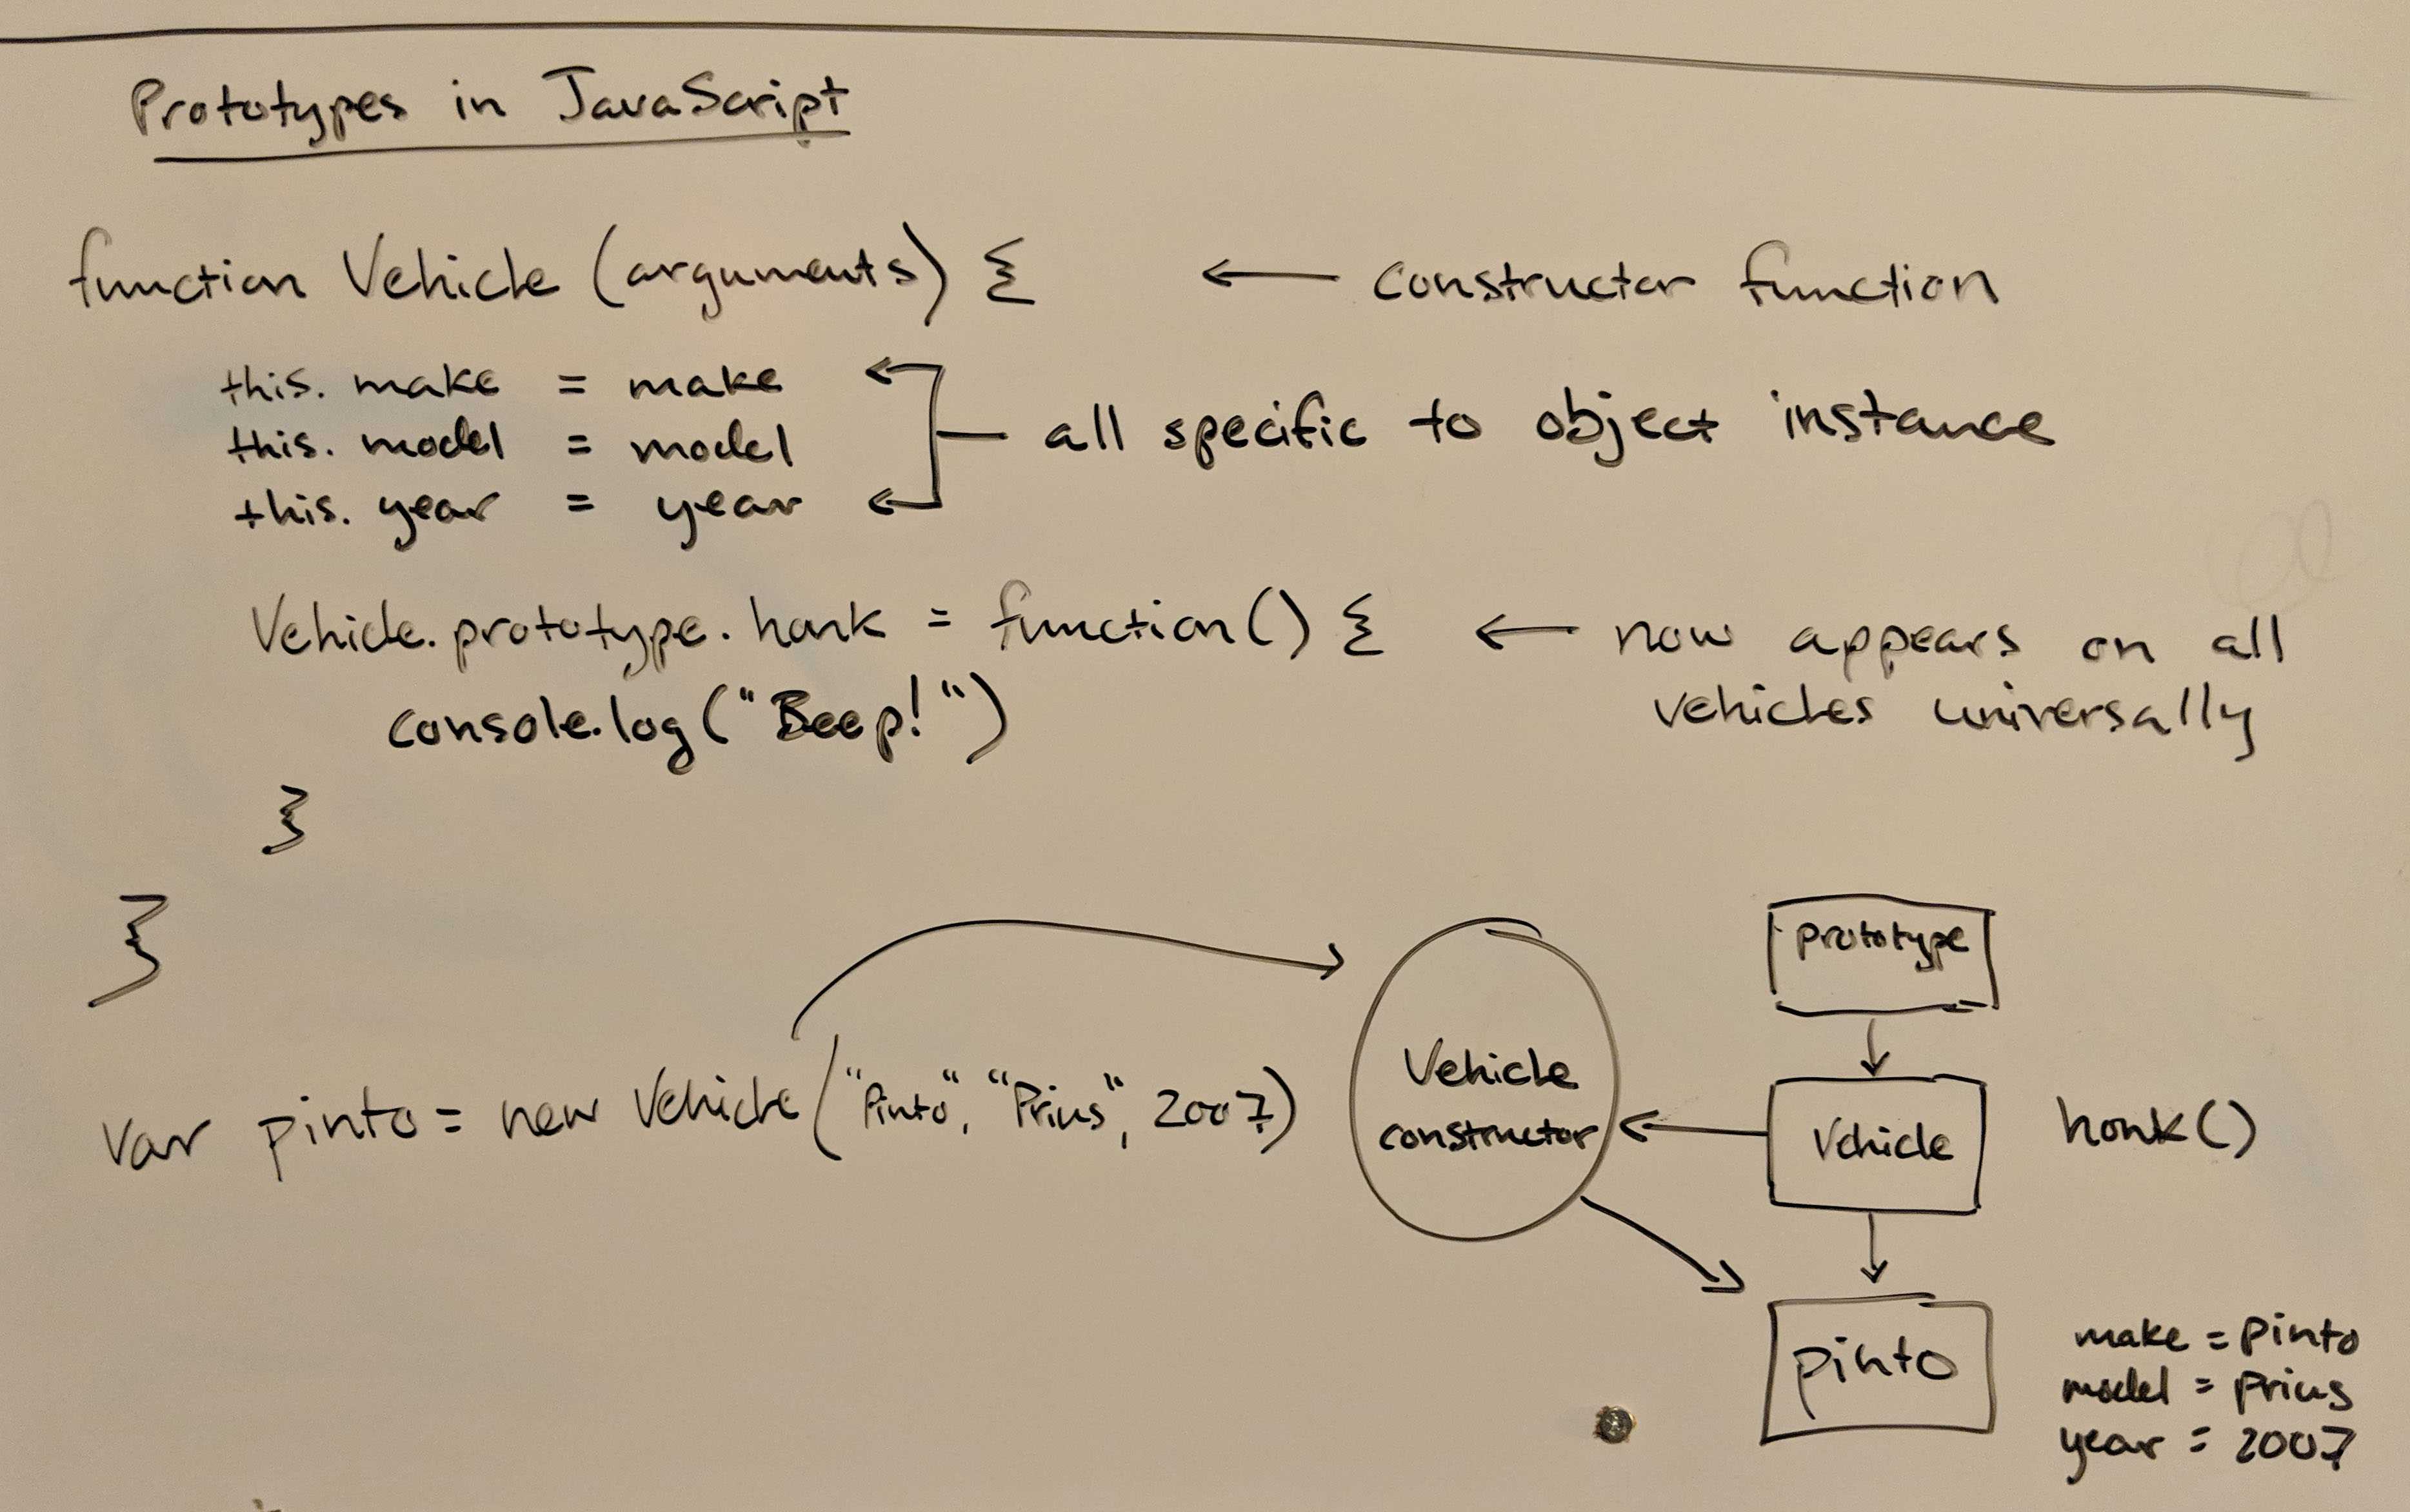 Prototypes in JavaScript
function Vehicle (arguments) { ← constructor function
this. make = make
this. model = model
this. year = year
all specific to object instance
Vehicle.prototype.honk = function() { ← now appears on all
vehicles universally
console.log("Beep!")
}
}
var pinto = new Vehicle("Pinto", "Prius", 2007)
Vehicle
constructor
prototype
Vehicle
honk()
pinto
make = pinto
model = prius
year = 2007